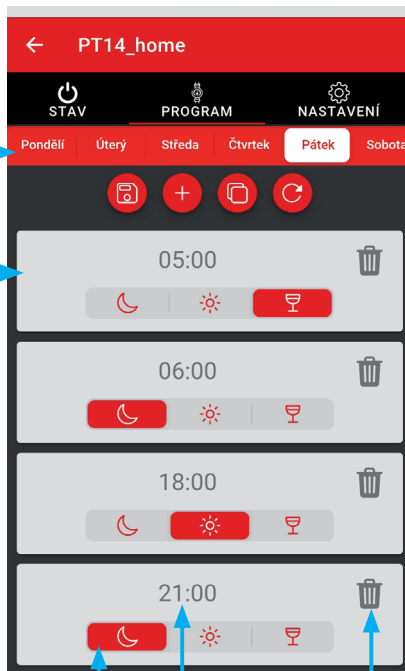 PT14_home
STAV PROGRAM NASTAVENÍ
Pondělí Úterý Středa Čtvrtek Pátek Sobota
05:00
06:00
18:00
21:00